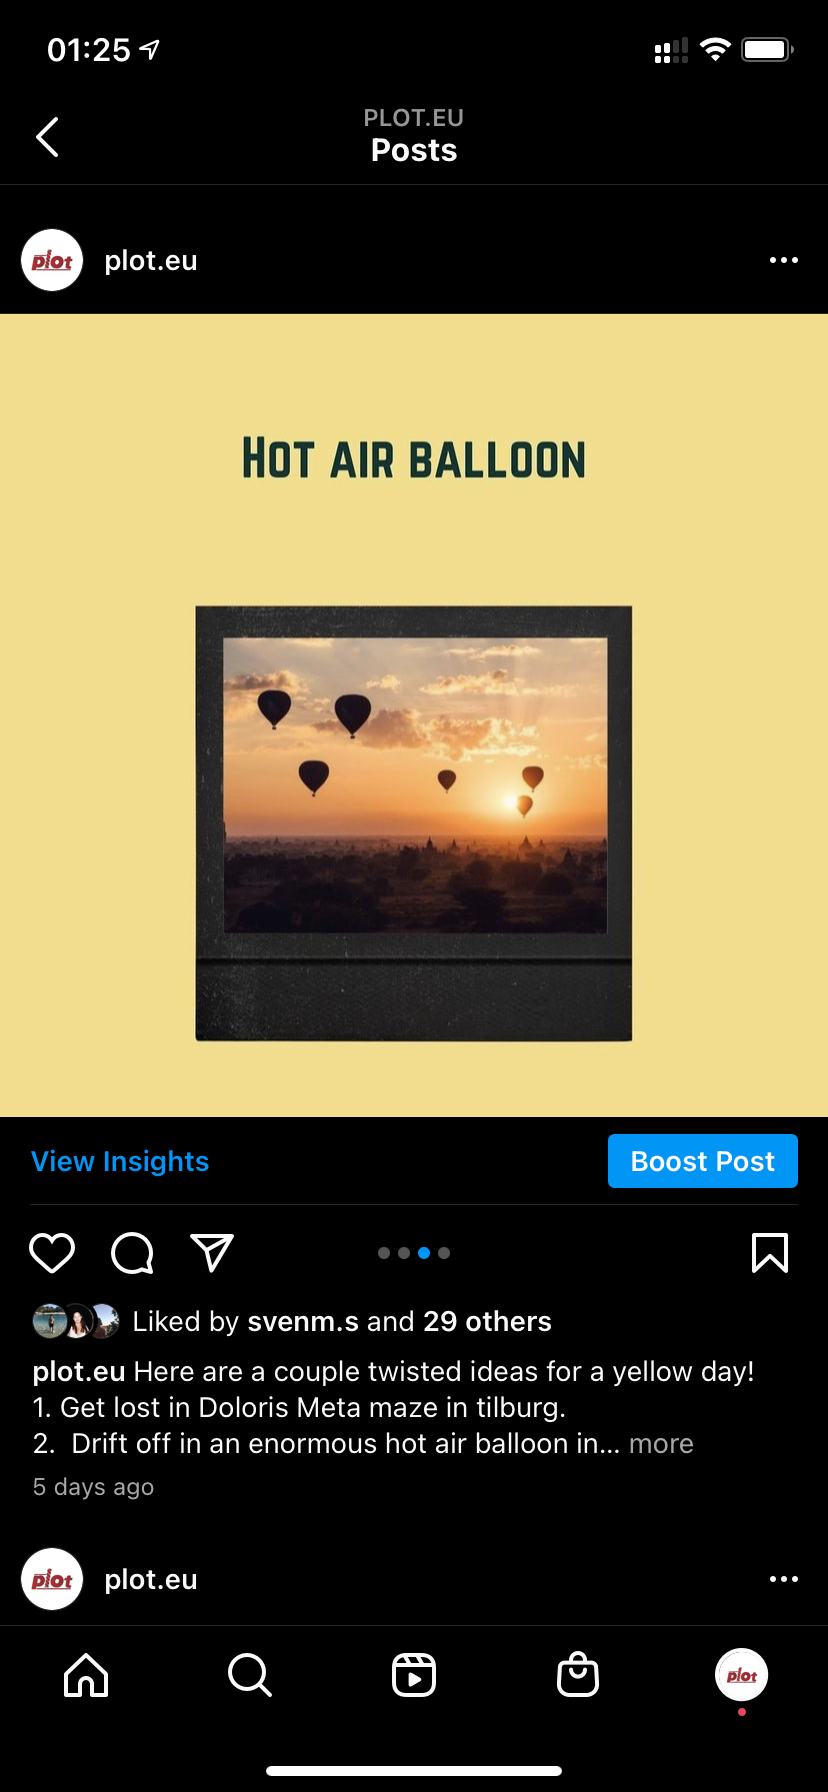 01:25
PLOT.EU
Posts
plot
plot.eu
HOT AIR BALLOON
View Insights
Boost Post
Liked by svenm.s and 29 others
plot.eu Here are a couple twisted ideas for a yellow day!
1. Get lost in Doloris Meta maze in tilburg.
2.  Drift off in an enormous hot air balloon in... more
5 days ago
plot
plot.eu
plot